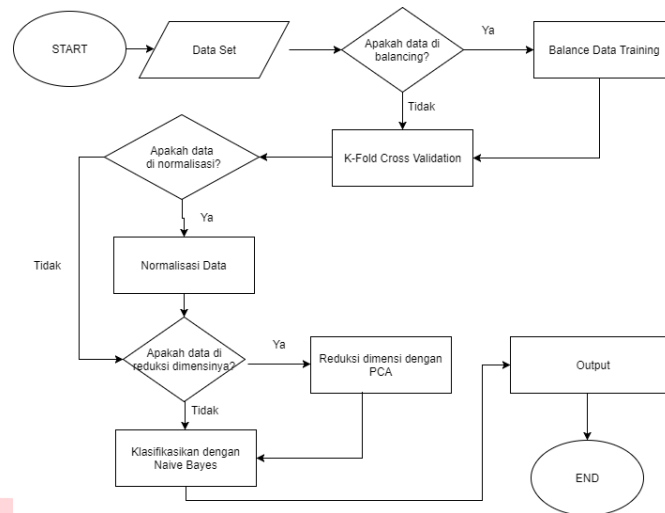 START
Data Set
Apakah data di
balancing?
Ya
Balance Data Training
Tidak
K-Fold Cross Validation
Apakah data
di normalisasi?
Ya
Tidak
Normalisasi Data
Apakah data di
reduksi dimensinya?
Ya
Reduksi dimensi dengan
PCA
Tidak
Klasifikasikan dengan
Naive Bayes
Output
END